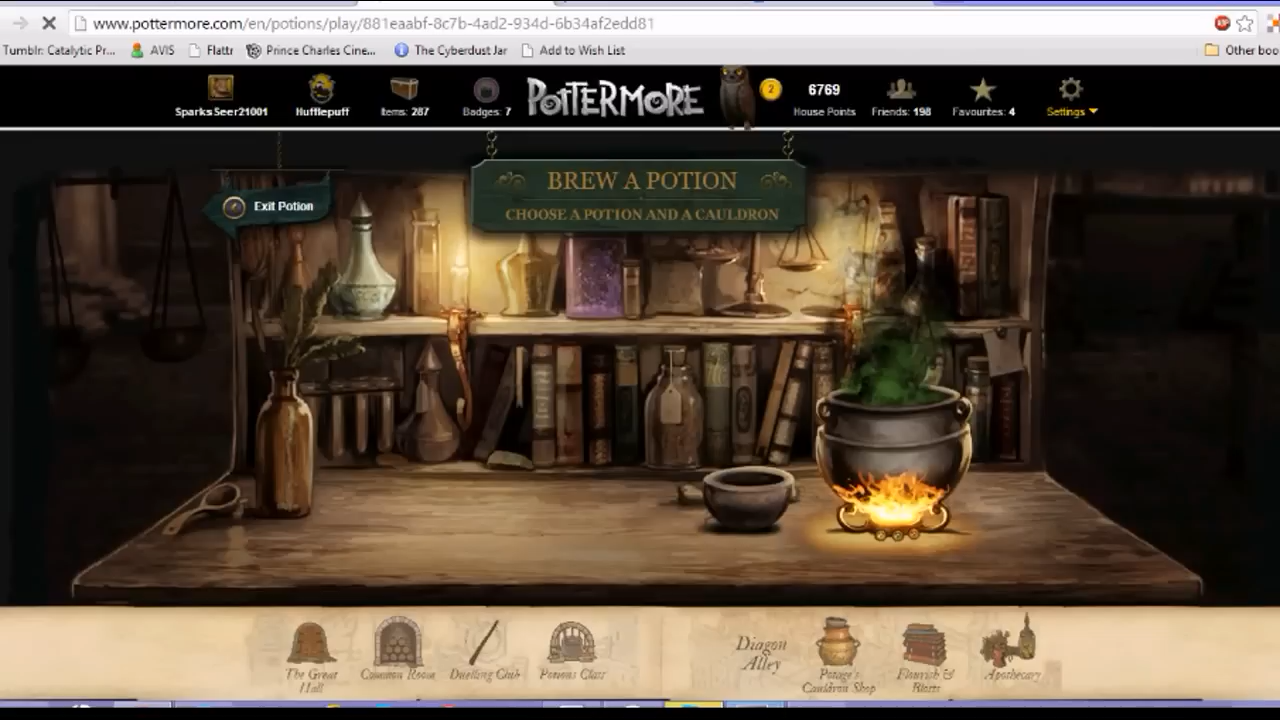 www.pottermore.com/en/potions/play/881eaabf-8c7b-4ad2-934d-6b34af2edd81
Tumblr: Catalytic Pr... AVIS Flattr Prince Charles Cine... The Cyberdust Jar Add to Wish List Other boo
SparksSeer21001 Hufflepuff Items: 287 Badges: 7 POTTERMORE 2 6769 House Points Friends: 198 Favourites: 4 Settings
Exit Potion
BREW A POTION
CHOOSE A POTION AND A CAULDRON
The Great Hall Common Room Duelling Club Potions Class Diagon Alley Potage's Cauldron Shop Flourish & Blotts Apothecary